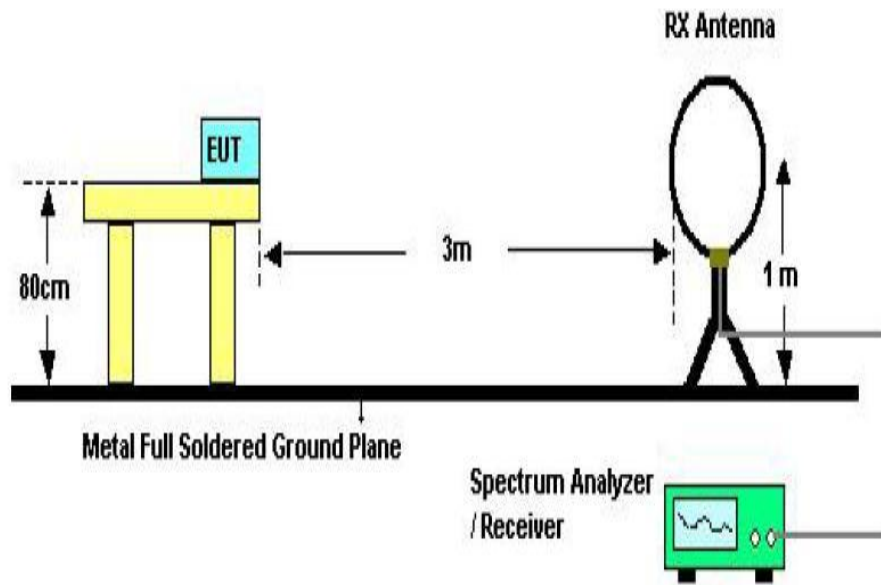 RX Antenna
EUT
3m
80cm
1 m
Metal Full Soldered Ground Plane
Spectrum Analyzer
/ Receiver